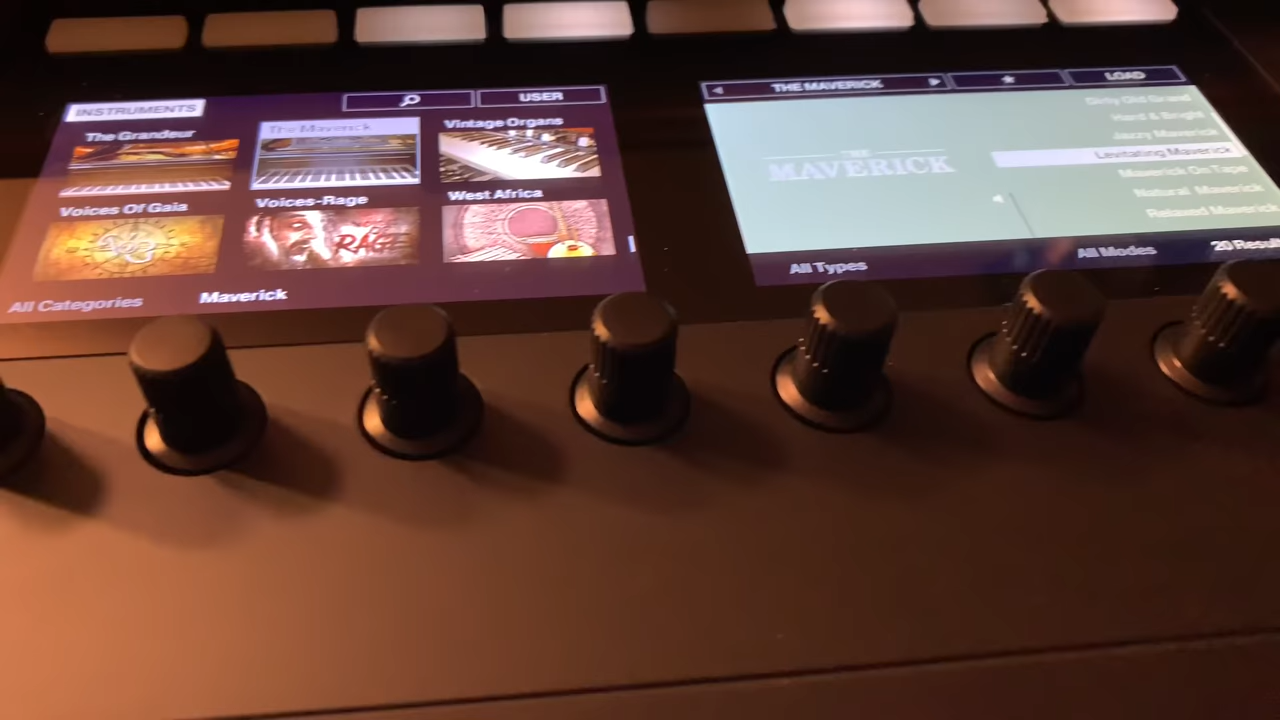 INSTRUMENTS
USER
The Grandeur
The Maverick
Vintage Organs
Voices Of Gaia
Voices-Rage
West Africa
RAGE
All Categories
Maverick
THE MAVERICK
LOAD
THE
MAVERICK
Dirty Old Grand
Hard & Bright
Jazzy Maverick
Levitating Maverick
Maverick On Tape
Natural Maverick
Relaxed Maverick
All Types
All Modes
20 Resul